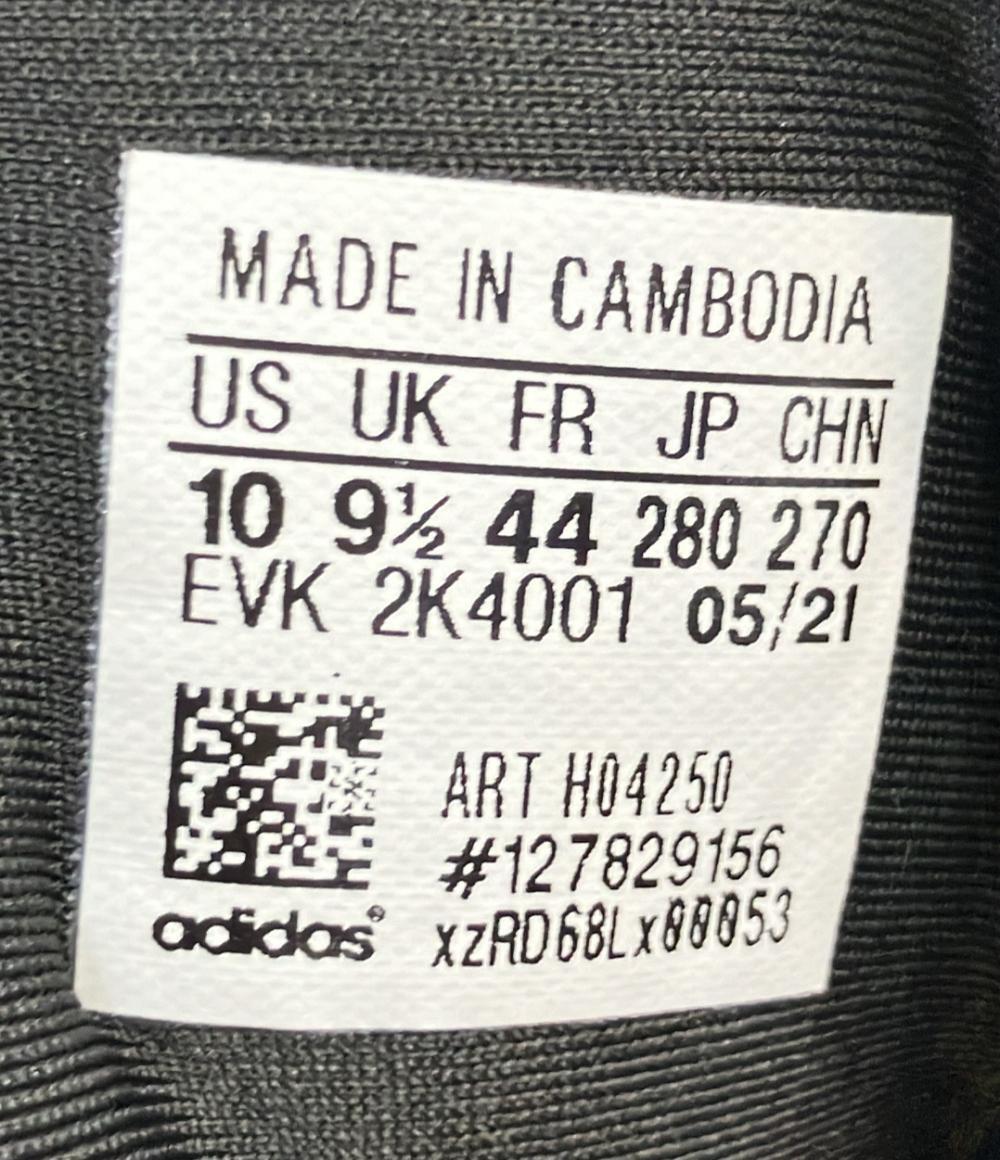 MADE IN CAMBODIA
US UK FR JP CHN
10 9½ 44 280 270
EVK 2K4001 05/21
ART H04250
#127829156
xzRD68Lx00053
adidas®